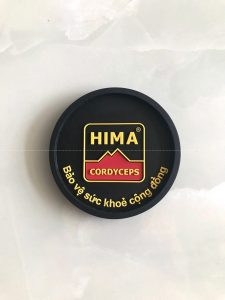 HIMA®
CORDYCEPS
Bảo vệ sức khoẻ cộng đồng